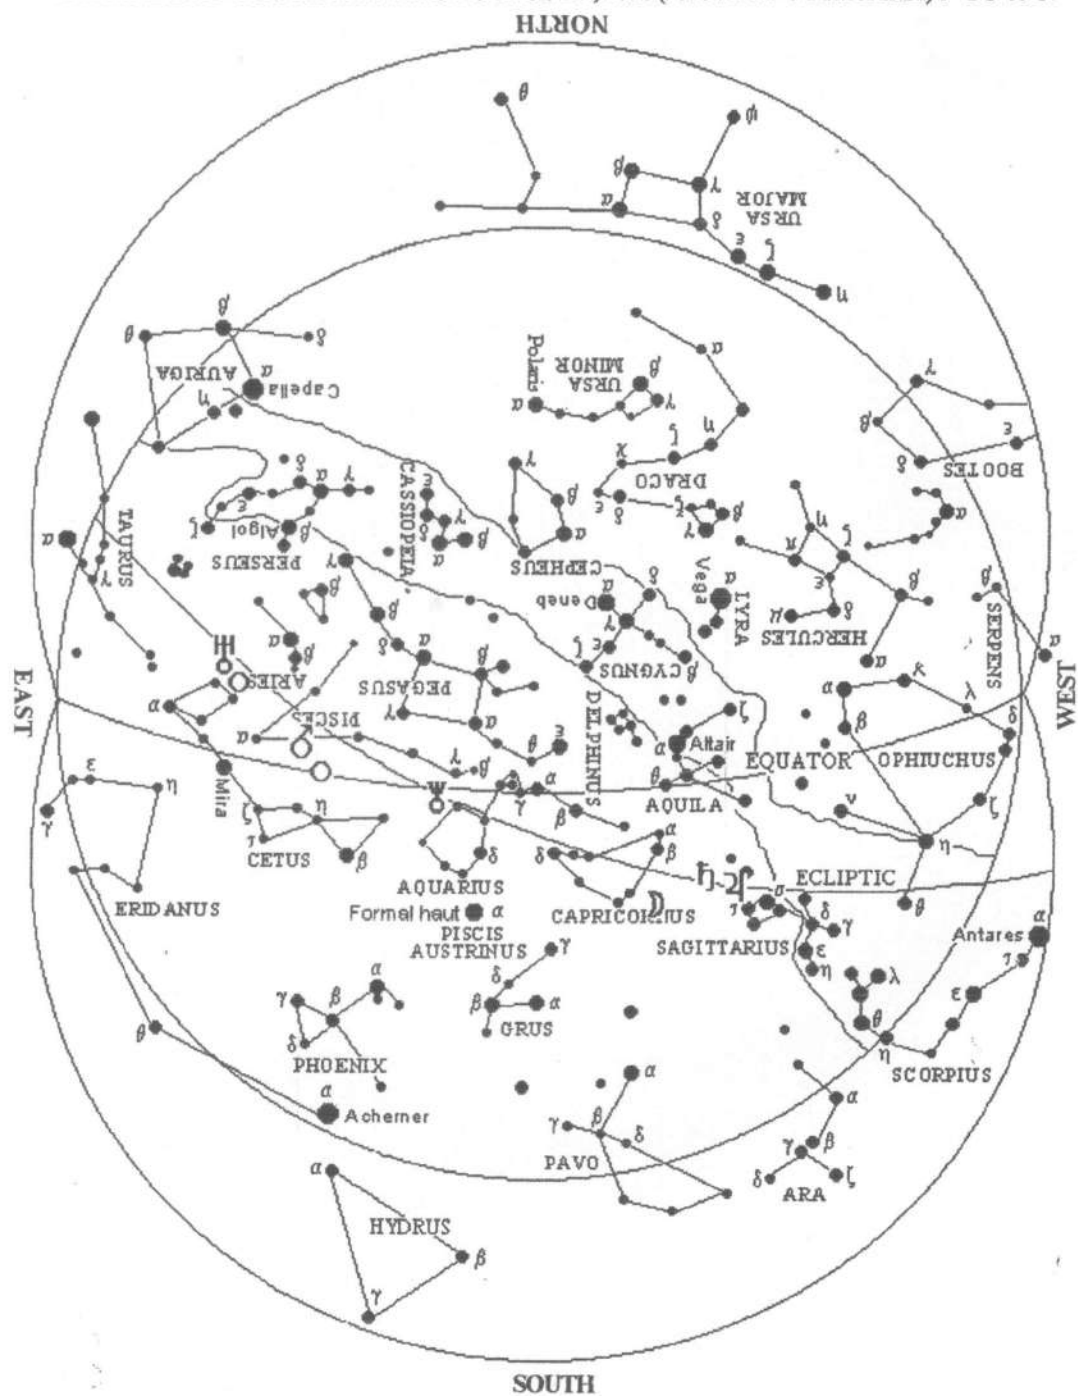 NORTH
θ
ψ
β
γ
α
δ
URSA
MAJOR
ε
ζ
η
β
θ
δ
α
AURIGA
Capella
η
Polaris
α
URSA
MINOR
β
γ
α
η
ζ
χ
DRACO
δ
ε
ξ
β
γ
γ
β
δ
ε
BOOTES
α
TAURUS
γ
δ
α
γ
ε
ζ
β
Algol
PERSEUS
CASSIOPEIA
ε
δ
γ
α
β
γ
β
α
CEPHEUS
η
π
ζ
ε
β
δ
μ
HERCULES
α
α
β
SERPENS
α
γ
β
δ
α
β
PEGASUS
γ
α
θ
ε
β
α
β
ARIES
α
Deneb
δ
γ
ε
ζ
β
CYGNUS
α
Vega
LYRA
EAST
WEST
α
PISCES
α
γ
β
DELPHINUS
ζ
α
Altair
θ
AQUILA
EQUATOR
α
κ
λ
δ
β
OPHIUCHUS
ζ
ν
η
θ
Mira
ε
η
γ
ERIDANUS
ζ
η
τ
β
CETUS
γ
α
β
δ
AQUARIUS
δ
α
β
CAPRICORNUS
ECLIPTIC
σ
τ
δ
γ
ε
η
SAGITTARIUS
Formal haut
α
PISCIS
AUSTRINUS
Antares
α
τ
ε
λ
θ
η
SCORPIUS
γ
β
α
δ
PHOENIX
γ
δ
β
α
GRUS
θ
α
Achemer
α
γ
β
δ
PAVO
α
β
γ
δ
ζ
ARA
α
HYDRUS
β
γ
SOUTH